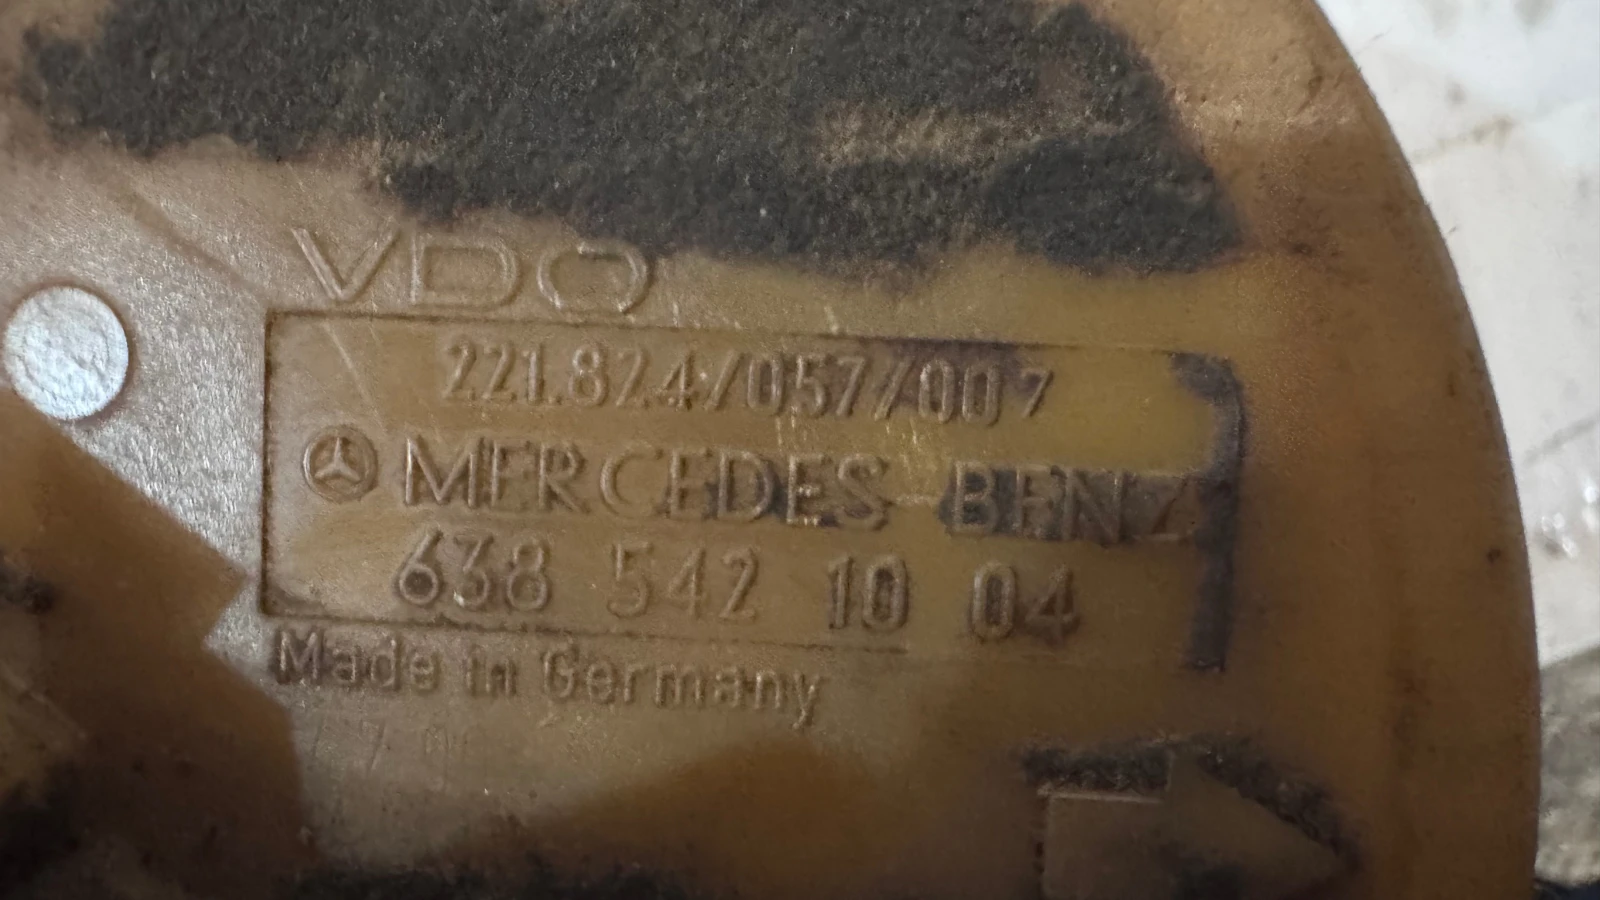 VDO
221.824/057/007
MERCEDES-BENZ
638 542 10 04
Made in Germany